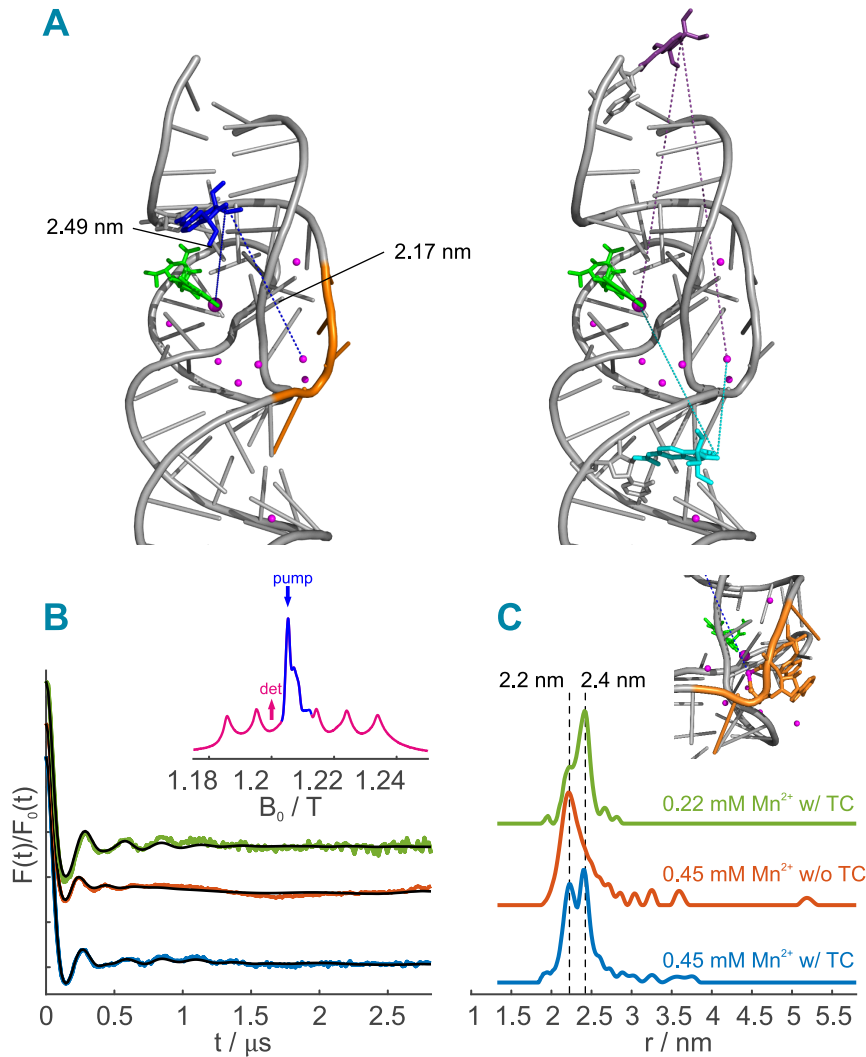 A
2.49 nm
2.17 nm
B
pump
det
1.18
1.2
1.22
1.24
B₀ / T
F(t)/F₀(t)
0
0.5
1
1.5
2
2.5
t / μs
C
2.2 nm
2.4 nm
0.22 mM Mn²⁺ w/ TC
0.45 mM Mn²⁺ w/o TC
0.45 mM Mn²⁺ w/ TC
1
1.5
2
2.5
3
3.5
4
4.5
5
5.5
r / nm